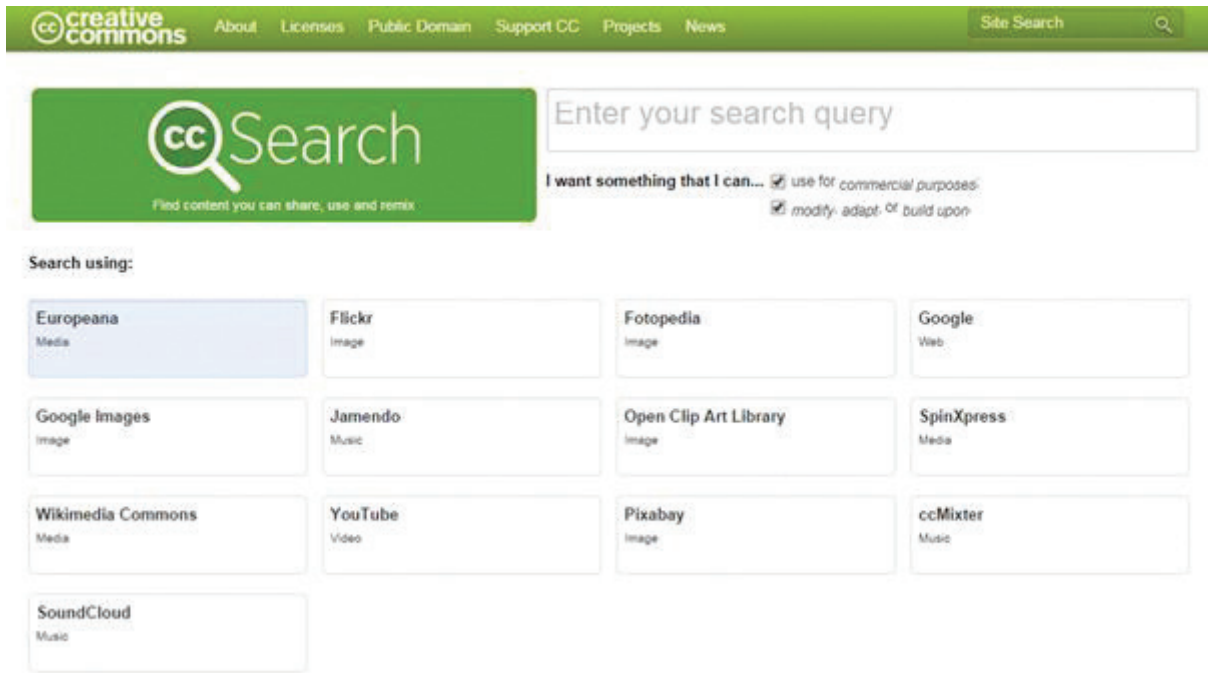 cc creative commons
About Licenses Public Domain Support CC Projects News
Site Search
cc Search
Find content you can share, use and remix
Enter your search query
I want something that I can... use for commercial purposes;
modify, adapt, or build upon.
Search using:
Europeana
Media
Flickr
Image
Fotopedia
Image
Google
Web
Google Images
Image
Jamendo
Music
Open Clip Art Library
Image
SpinXpress
Media
Wikimedia Commons
Media
YouTube
Video
Pixabay
Image
ccMixter
Music
SoundCloud
Music